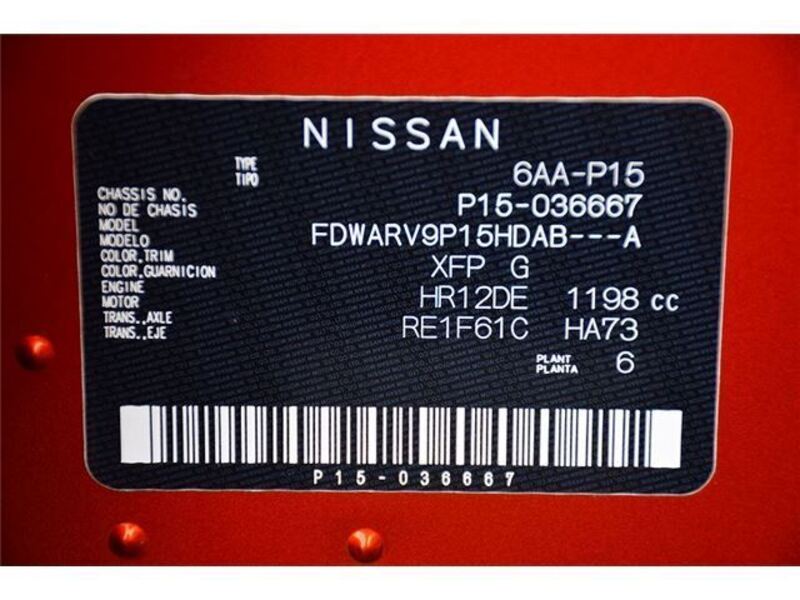 NISSAN
TYPE
TIPO 6AA-P15
CHASSIS NO.
NO DE CHASIS P15-036667
MODEL
MODELO FDWARV9P15HDAB---A
COLOR,TRIM
COLOR,GUARNICION XFP G
ENGINE
MOTOR HR12DE 1198 cc
TRANS.,AXLE
TRANS.,EJE RE1F61C HA73
PLANT
PLANTA 6
P15-036667